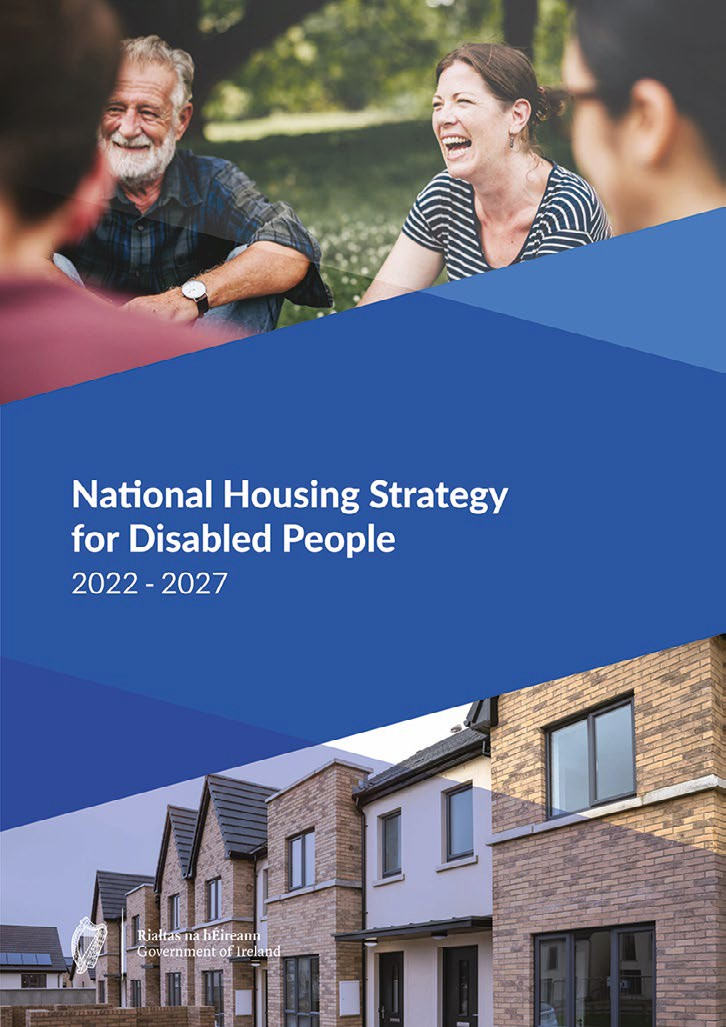 National Housing Strategy
for Disabled People
2022 - 2027
Rialtas na hÉireann
Government of Ireland